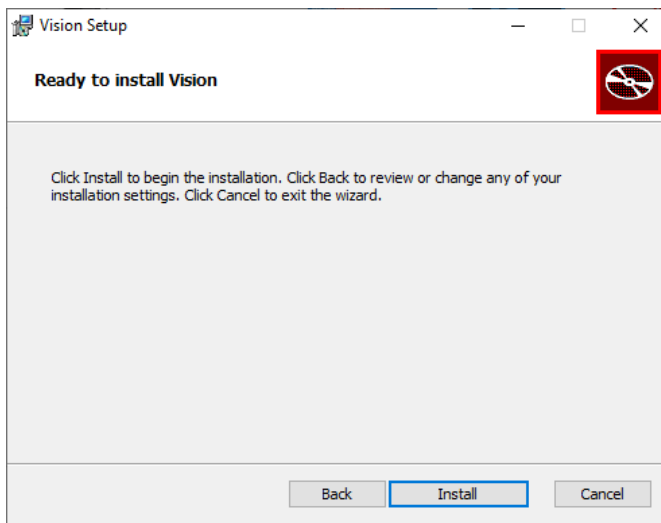 Vision Setup
Ready to install Vision
Click Install to begin the installation. Click Back to review or change any of your
installation settings. Click Cancel to exit the wizard.
Back
Install
Cancel